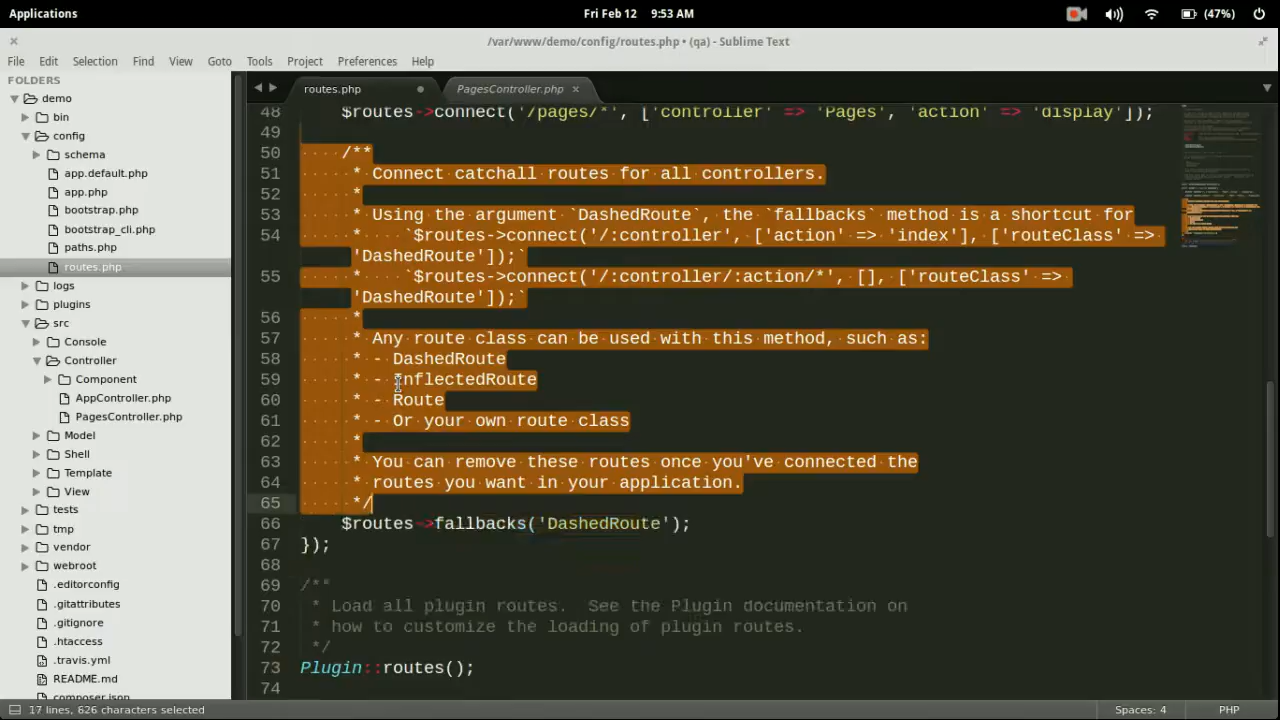 Applications
Fri Feb 12 9:53 AM
(47%)
/var/www/demo/config/routes.php • (qa) - Sublime Text
File Edit Selection Find View Goto Tools Project Preferences Help
FOLDERS
demo
bin
config
schema
app.default.php
app.php
bootstrap.php
bootstrap_cli.php
paths.php
routes.php
logs
plugins
src
Console
Controller
Component
AppController.php
PagesController.php
Model
Shell
Template
View
tests
tmp
vendor
webroot
.editorconfig
.gitattributes
.gitignore
.htaccess
.travis.yml
README.md
composer.json
routes.php
PagesController.php
48 $routes->connect('/pages/*', ['controller' => 'Pages', 'action' => 'display']);
49
50 /**
51 * Connect catchall routes for all controllers.
52 *
53 * Using the argument `DashedRoute`, the `fallbacks` method is a shortcut for
54 * `$routes->connect('/:controller', ['action' => 'index'], ['routeClass' =>
'DashedRoute']);`
55 * `$routes->connect('/:controller/:action/*', [], ['routeClass' =>
'DashedRoute']);`
56 *
57 * Any route class can be used with this method, such as:
58 * - DashedRoute
59 * - InflectedRoute
60 * - Route
61 * - Or your own route class
62 *
63 * You can remove these routes once you've connected the
64 * routes you want in your application.
65 */
66 $routes->fallbacks('DashedRoute');
67 });
68
69 /**
70 * Load all plugin routes. See the Plugin documentation on
71 * how to customize the loading of plugin routes.
72 */
73 Plugin::routes();
74
17 lines, 626 characters selected
Spaces: 4
PHP